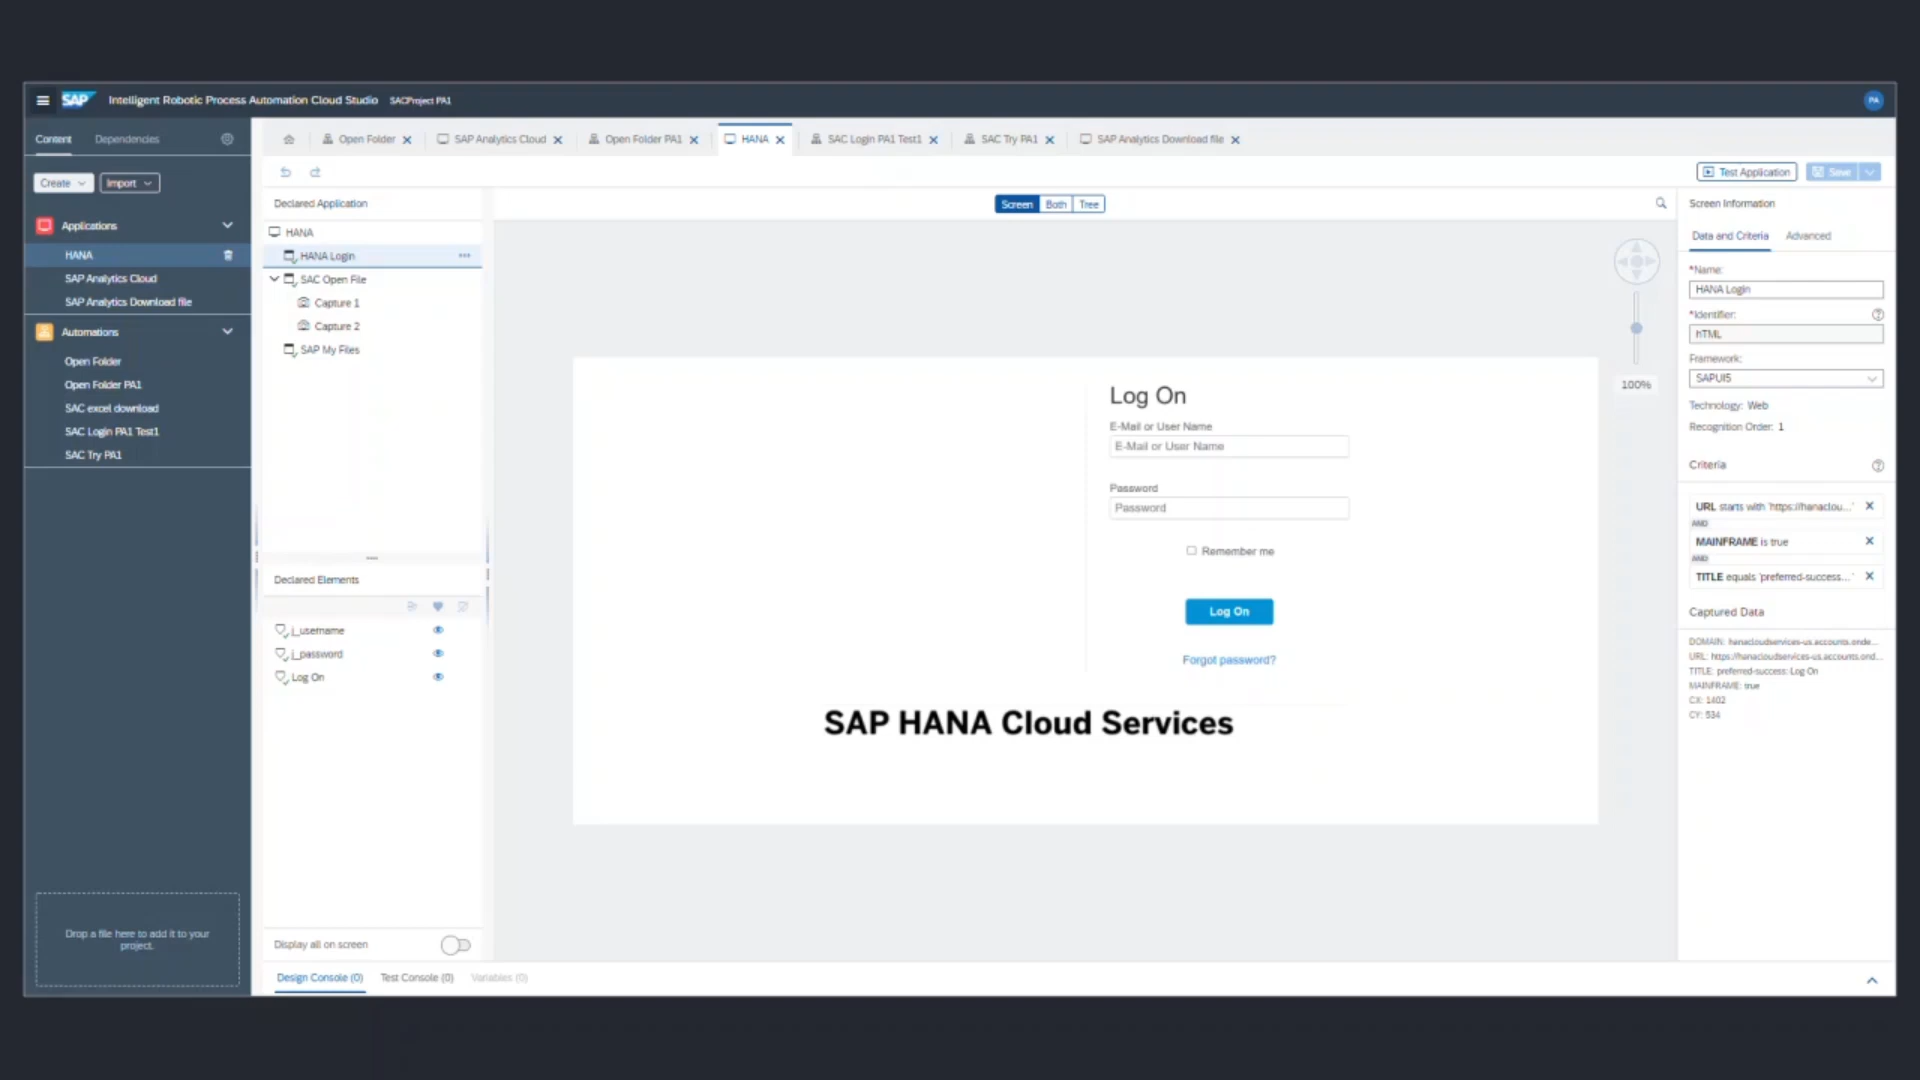 SAP Intelligent Robotic Process Automation Cloud Studio SACProject PA1 PA
Content Dependencies
Create Import
Applications
HANA
SAP Analytics Cloud
SAP Analytics Download file
Automations
Open Folder
Open Folder PA1
SAC excel download
SAC Login PA1 Test1
SAC Try PA1
Drop a file here to add it to your
project.
Open Folder SAP Analytics Cloud Open Folder PA1 HANA SAC Login PA1 Test1 SAC Try PA1 SAP Analytics Download file
Test Application Save
Declared Application
HANA
HANA Login
SAC Open File
Capture 1
Capture 2
SAP My Files
Declared Elements
j_username
j_password
Log On
Display all on screen
Screen Both Tree
100%
Log On
E-Mail or User Name
E-Mail or User Name
Password
Password
Remember me
Log On
Forgot password?
SAP HANA Cloud Services
Screen Information
Data and Criteria Advanced
*Name:
HANA Login
*Identifier:
hTML
Framework:
SAPUI5
Technology: Web
Recognition Order: 1
Criteria
URL starts with 'https://hanaclou...'
AND
MAINFRAME is true
AND
TITLE equals 'preferred-success...'
Captured Data
DOMAIN: hanacloudservices-us.accounts.onde...
URL: https://hanacloudservices-us.accounts.ond...
TITLE: preferred-success: Log On
MAINFRAME: true
CX: 1402
CY: 534
Design Console (0) Test Console (0) Variables (0)